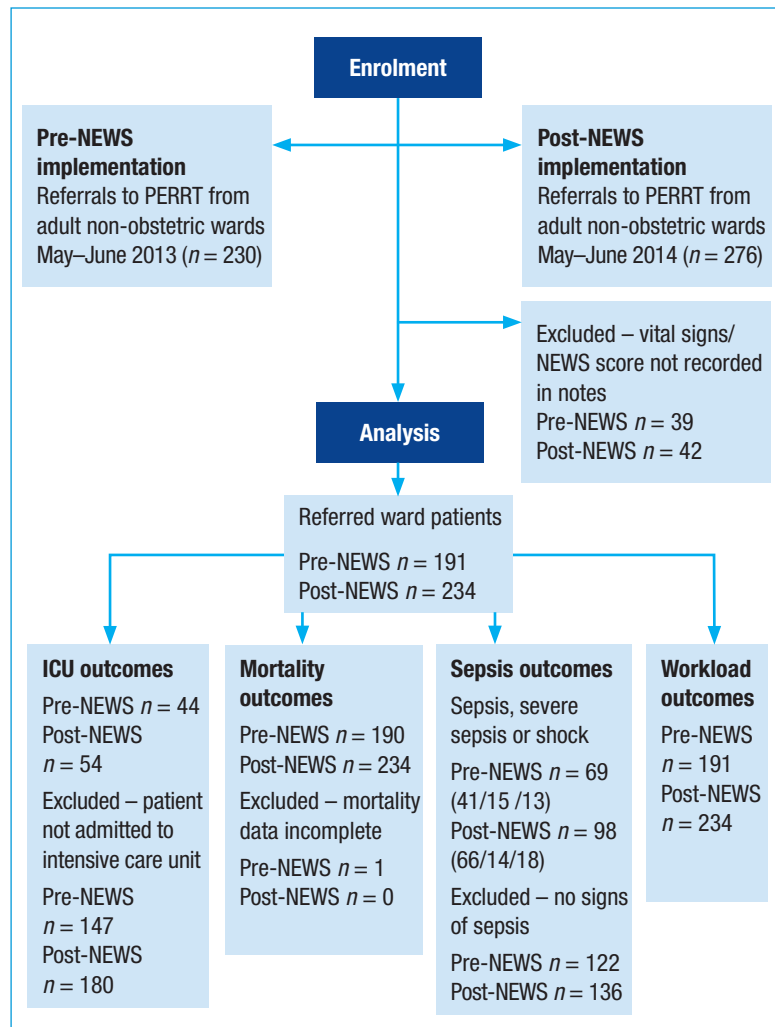 Enrolment
Pre-NEWS
implementation
Referrals to PERRT from
adult non-obstetric wards
May–June 2013 (n = 230)
Post-NEWS
implementation
Referrals to PERRT from
adult non-obstetric wards
May–June 2014 (n = 276)
Excluded – vital signs/
NEWS score not recorded
in notes
Pre-NEWS n = 39
Post-NEWS n = 42
Analysis
Referred ward patients
Pre-NEWS n = 191
Post-NEWS n = 234
ICU outcomes
Pre-NEWS n = 44
Post-NEWS
n = 54
Excluded – patient
not admitted to
intensive care unit
Pre-NEWS
n = 147
Post-NEWS
n = 180
Mortality
outcomes
Pre-NEWS n = 190
Post-NEWS n = 234
Excluded – mortality
data incomplete
Pre-NEWS n = 1
Post-NEWS n = 0
Sepsis outcomes
Sepsis, severe
sepsis or shock
Pre-NEWS n = 69
(41/15 /13)
Post-NEWS n = 98
(66/14/18)
Excluded – no signs
of sepsis
Pre-NEWS n = 122
Post-NEWS n = 136
Workload
outcomes
Pre-NEWS
n = 191
Post-NEWS
n = 234